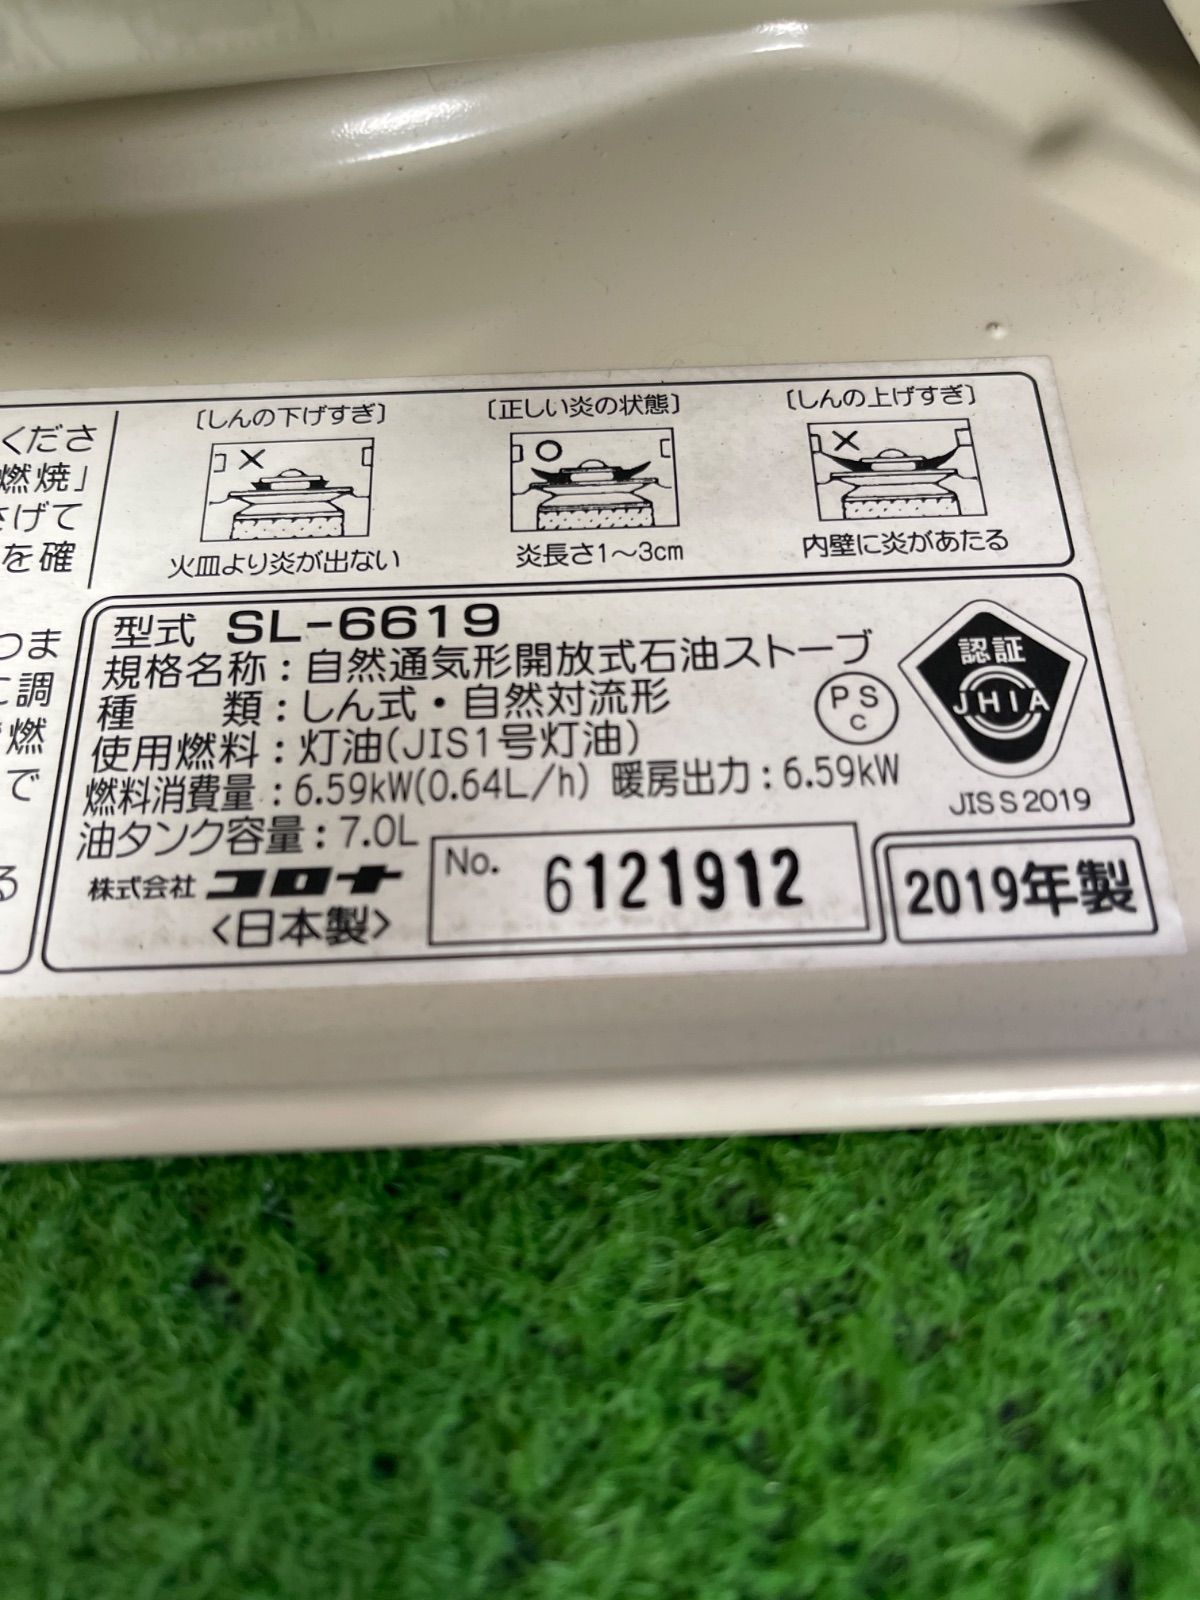 くださ
燃焼」
さげて
を確
つま
に調
燃
で
る
〔しんの下げすぎ〕
火皿より炎が出ない
〔正しい炎の状態〕
炎長さ1～3cm
〔しんの上げすぎ〕
内壁に炎があたる
型式 SL-6619
規格名称：自然通気形開放式石油ストーブ
種 類：しん式・自然対流形
使用燃料：灯油(JIS1号灯油)
燃料消費量：6.59kW(0.64L/h) 暖房出力：6.59kW
油タンク容量：7.0L
株式会社 コロナ
<日本製>
No. 6121912
2019年製
PS
C
認証
JHIA
JIS S 2019